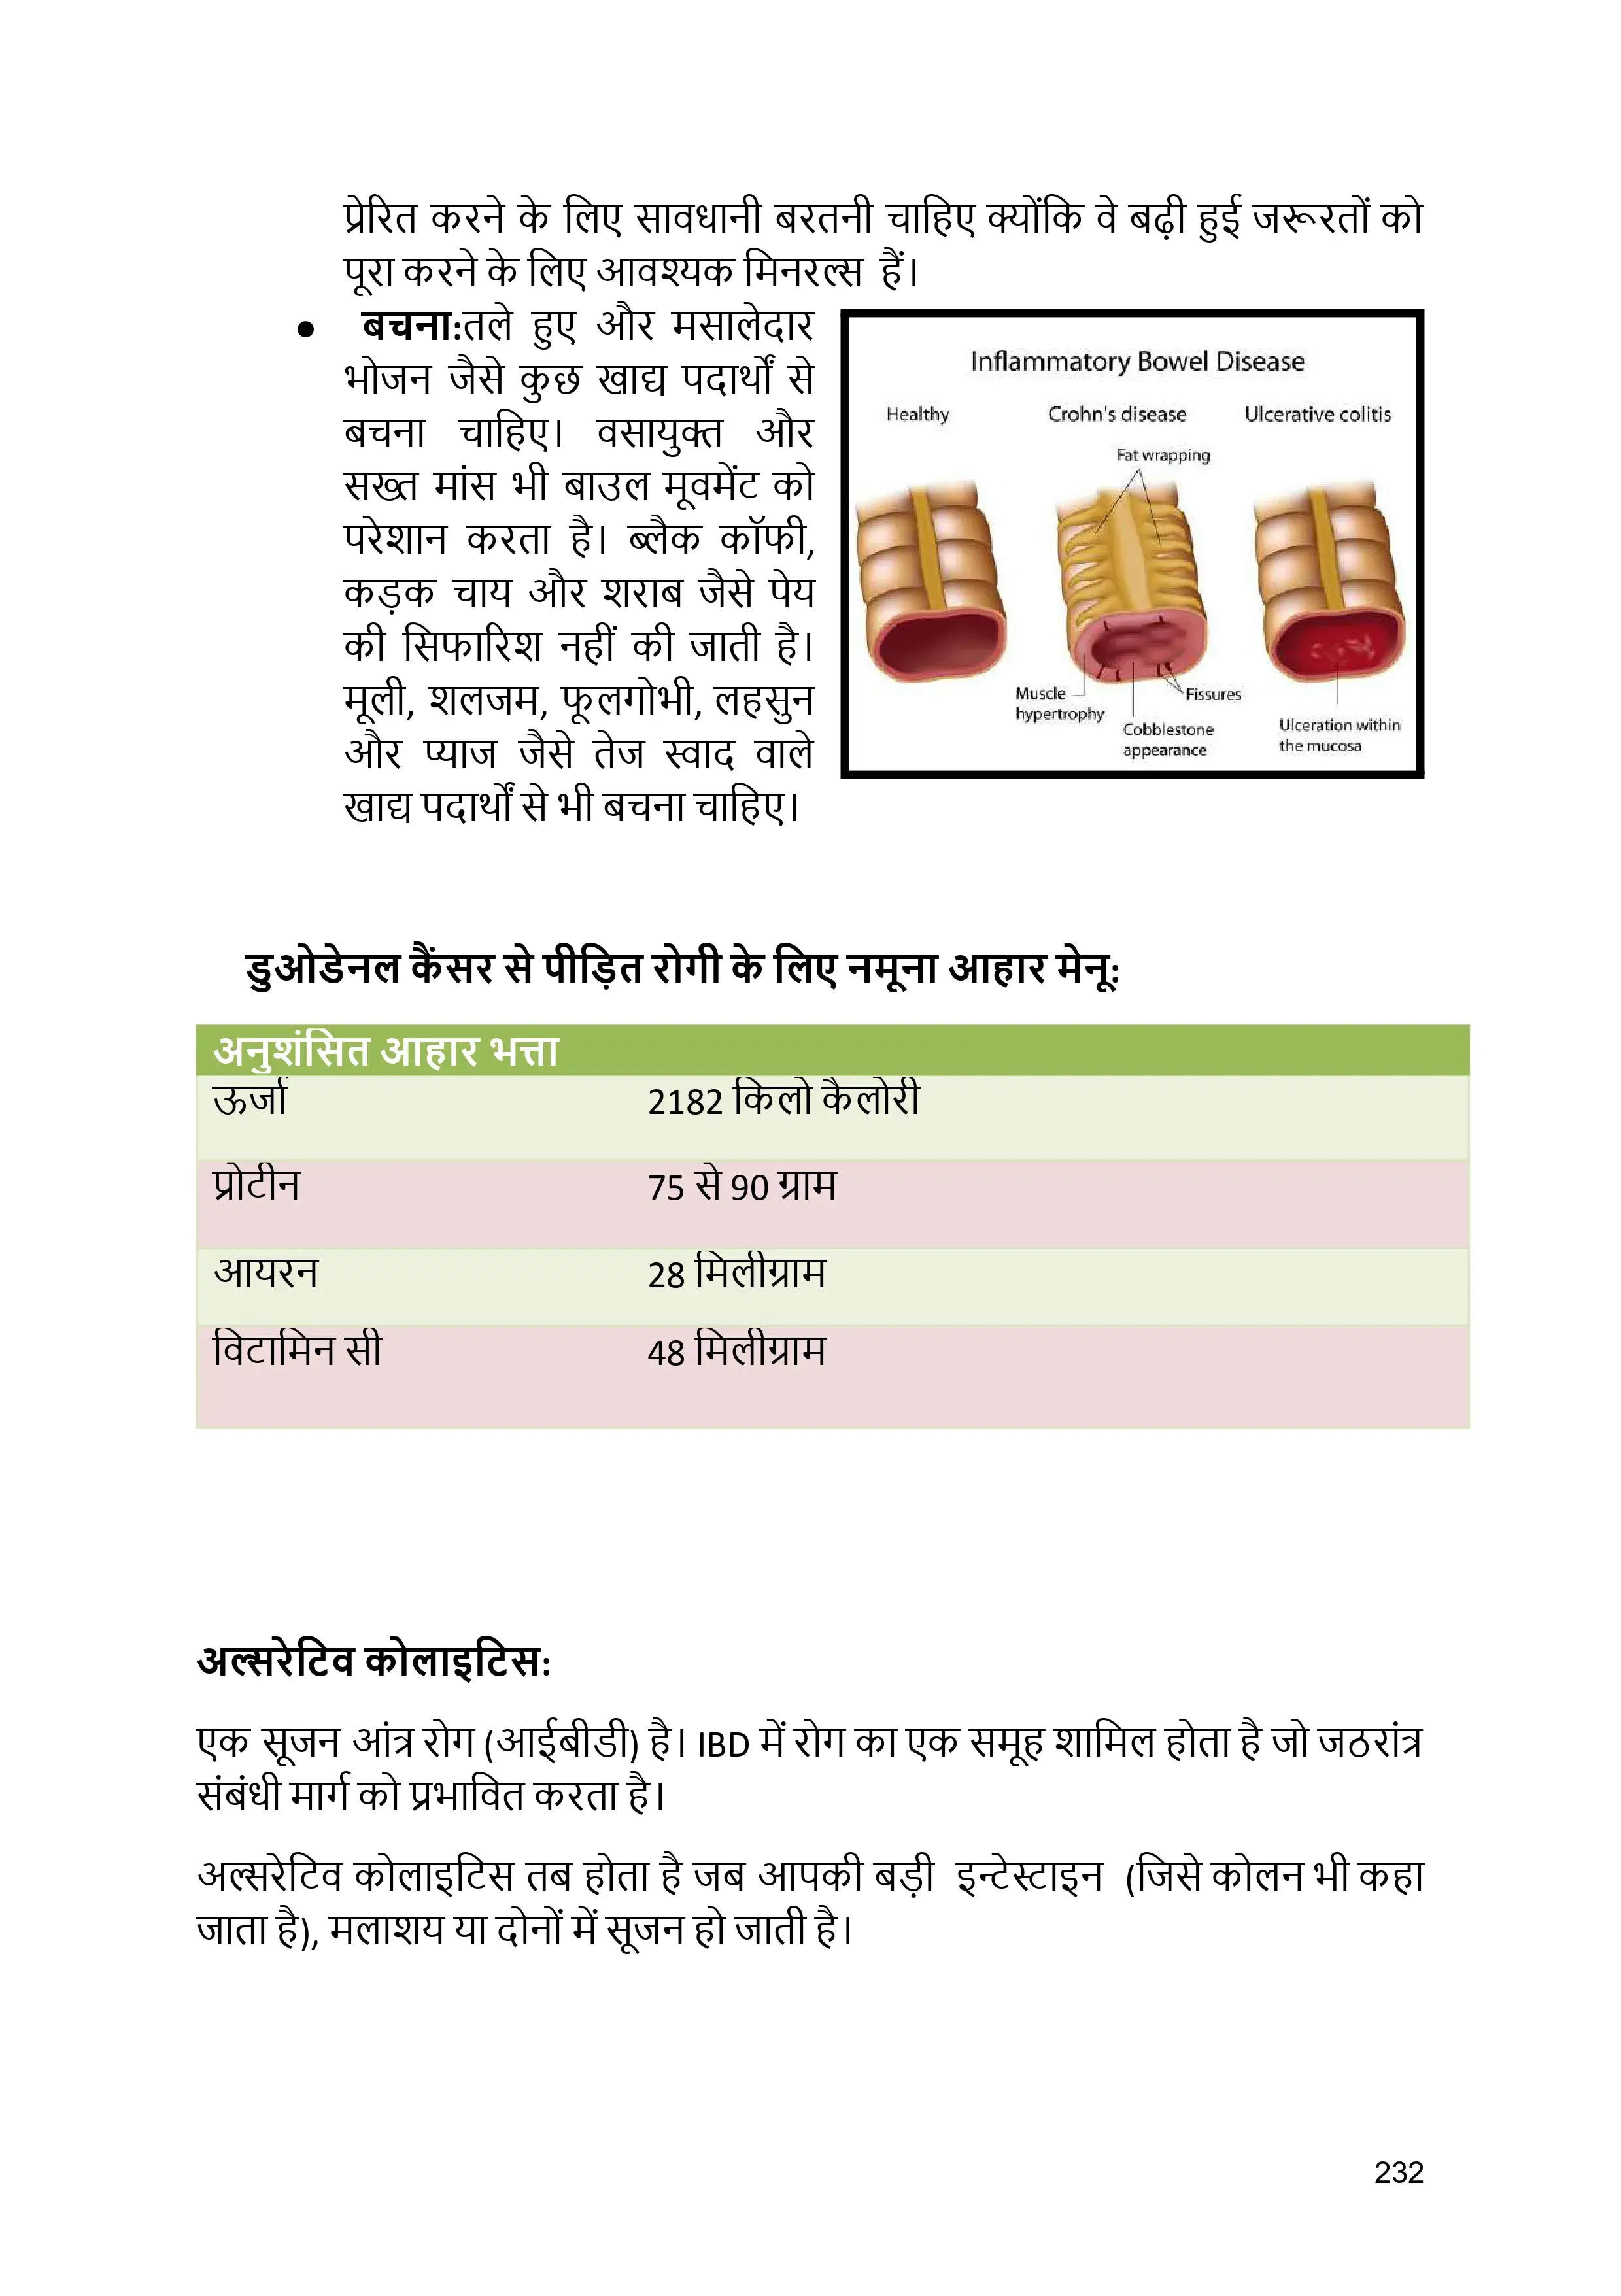 प्रेरित करने के लिए सावधानी बरतनी चाहिए क्योंकि वे बढ़ी हुई जरूरतों को
पूरा करने के लिए आवश्यक मिनरल्स हैं।
● बचना:तले हुए और मसालेदार
भोजन जैसे कुछ खाद्य पदार्थों से
बचना चाहिए। वसायुक्त और
सख्त मांस भी बाउल मूवमेंट को
परेशान करता है। ब्लैक कॉफी,
कड़क चाय और शराब जैसे पेय
की सिफारिश नहीं की जाती है।
मूली, शलजम, फूलगोभी, लहसुन
और प्याज जैसे तेज स्वाद वाले
खाद्य पदार्थों से भी बचना चाहिए।
Inflammatory Bowel Disease
Healthy Crohn's disease Ulcerative colitis
Fat wrapping
Muscle
hypertrophy
Fissures
Cobblestone
appearance
Ulceration within
the mucosa
डुओडेनल कैंसर से पीड़ित रोगी के लिए नमूना आहार मेनू:
अनुशंसित आहार भत्ता
ऊर्जा 2182 किलो कैलोरी
प्रोटीन 75 से 90 ग्राम
आयरन 28 मिलीग्राम
विटामिन सी 48 मिलीग्राम
अल्सरेटिव कोलाइटिस:
एक सूजन आंत्र रोग (आईबीडी) है। IBD में रोग का एक समूह शामिल होता है जो जठरांत्र
संबंधी मार्ग को प्रभावित करता है।
अल्सरेटिव कोलाइटिस तब होता है जब आपकी बड़ी इन्टेस्टाइन (जिसे कोलन भी कहा
जाता है), मलाशय या दोनों में सूजन हो जाती है।
232